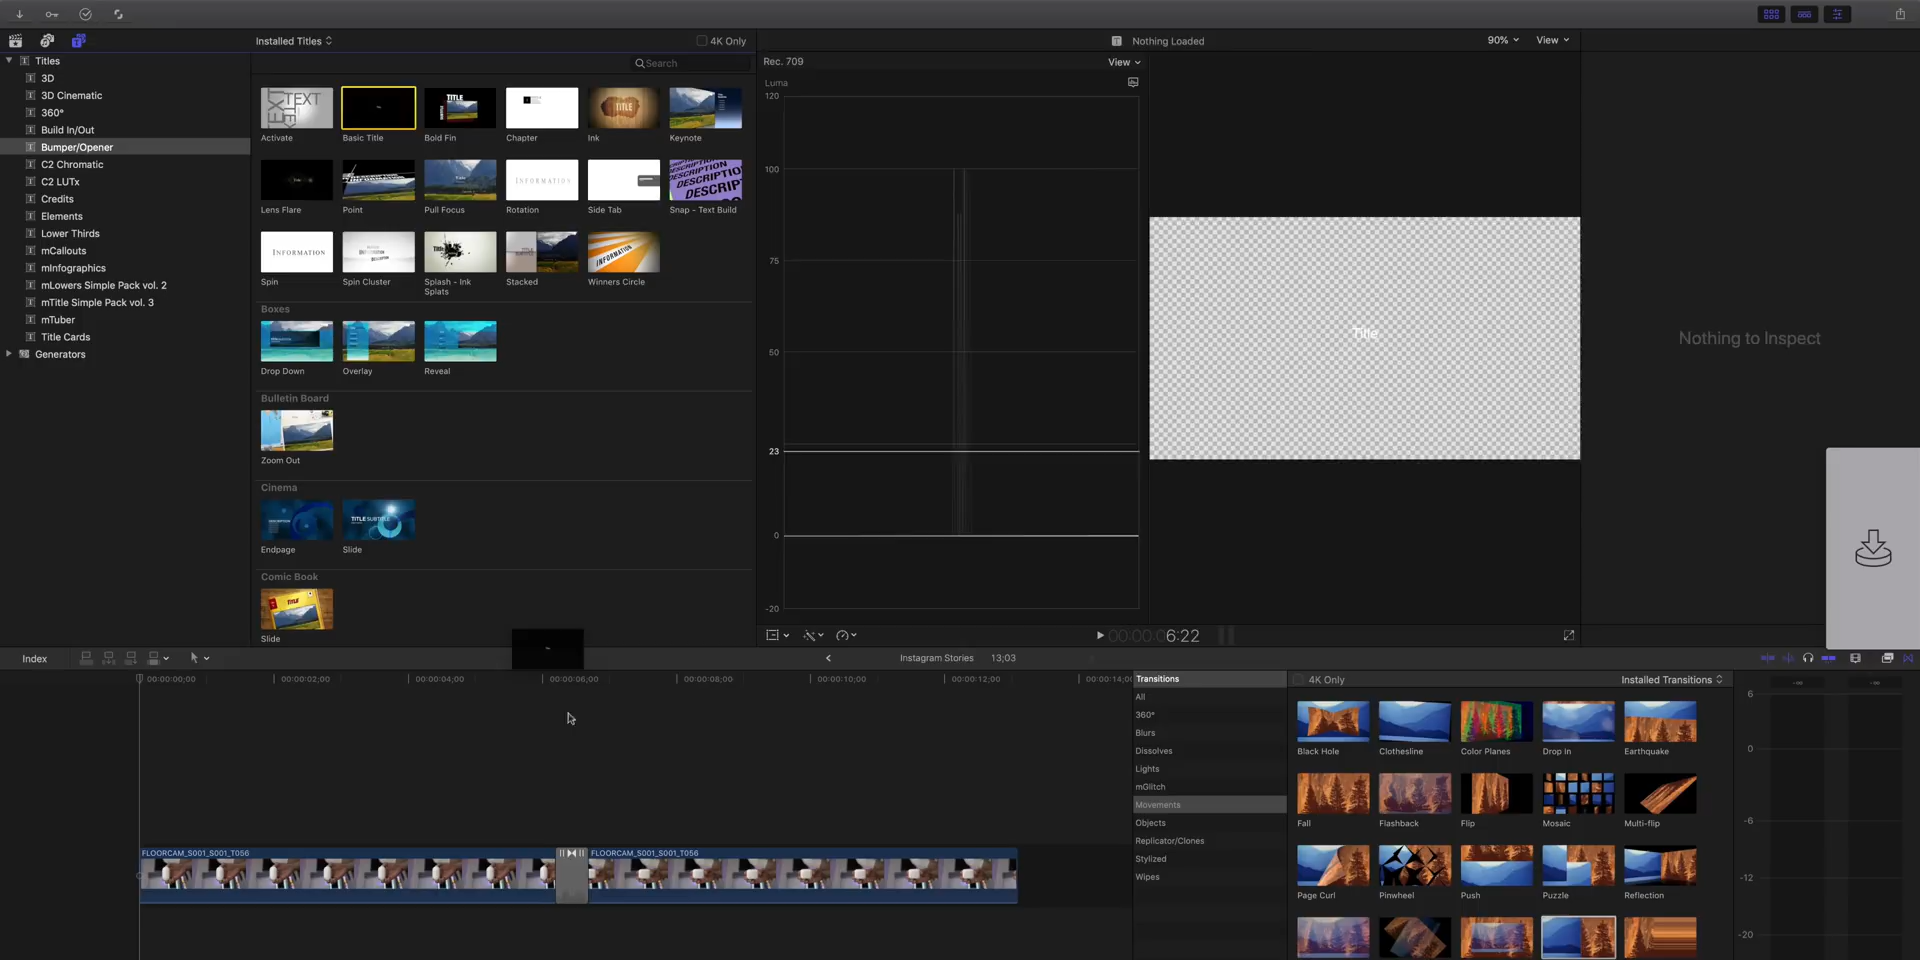 Installed Titles
4K Only
Nothing Loaded
90%
View
Titles
3D
3D Cinematic
360°
Build In/Out
Bumper/Opener
C2 Chromatic
C2 LUTx
Credits
Elements
Lower Thirds
mCallouts
mInfographics
mLowers Simple Pack vol. 2
mTitle Simple Pack vol. 3
mTuber
Title Cards
Generators
Search
Activate
Basic Title
Bold Fin
Chapter
Ink
Keynote
Lens Flare
Point
Pull Focus
Rotation
Side Tab
Snap - Text Build
Spin
Spin Cluster
Splash - Ink
Splats
Stacked
Winners Circle
Boxes
Drop Down
Overlay
Reveal
Bulletin Board
Zoom Out
Cinema
Endpage
Slide
Comic Book
Slide
Rec. 709
View
Luma
120
100
75
50
23
0
-20
Title
Nothing to Inspect
00:00:06:22
Index
Instagram Stories
13;03
00:00:00;00
00:00:02;00
00:00:04;00
00:00:06;00
00:00:08;00
00:00:10;00
00:00:12;00
00:00:14;00
FLOORCAM_S001_S001_T056
FLOORCAM_S001_S001_T056
Transitions
All
360°
Blurs
Dissolves
Lights
mGlitch
Movements
Objects
Replicator/Clones
Stylized
Wipes
4K Only
Installed Transitions
Black Hole
Clothesline
Color Planes
Drop In
Earthquake
Fall
Flashback
Flip
Mosaic
Multi-flip
Page Curl
Pinwheel
Push
Puzzle
Reflection
6
0
-6
-12
-20
-∞
-∞